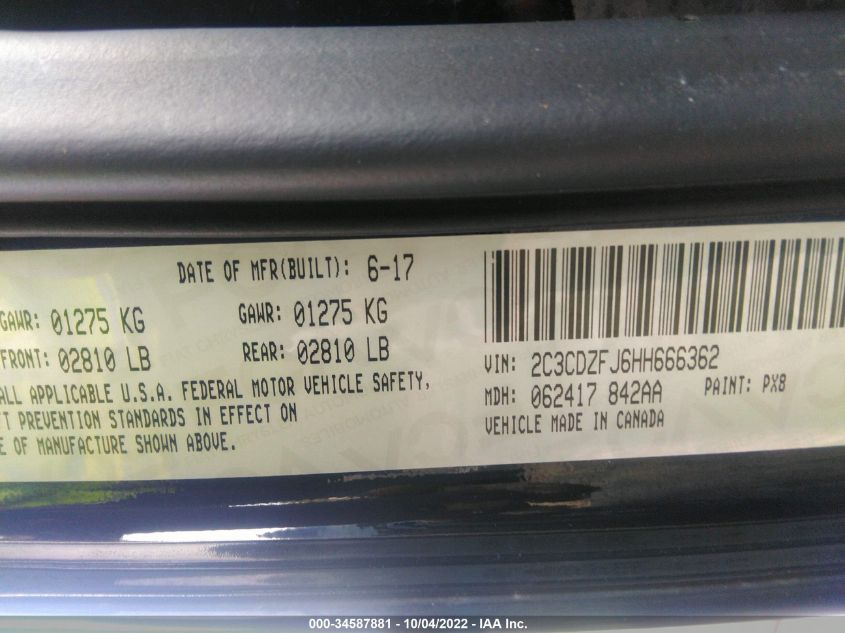 DATE OF MFR(BUILT): 6-17
GAWR: 01275 KG GAWR: 01275 KG
FRONT: 02810 LB REAR: 02810 LB
ALL APPLICABLE U.S.A. FEDERAL MOTOR VEHICLE SAFETY,
FT PREVENTION STANDARDS IN EFFECT ON
E OF MANUFACTURE SHOWN ABOVE.
VIN: 2C3CDZFJ6HH666362
MDH: 062417 842AA PAINT: PX8
VEHICLE MADE IN CANADA
000-34587881 - 10/04/2022 - IAA Inc.